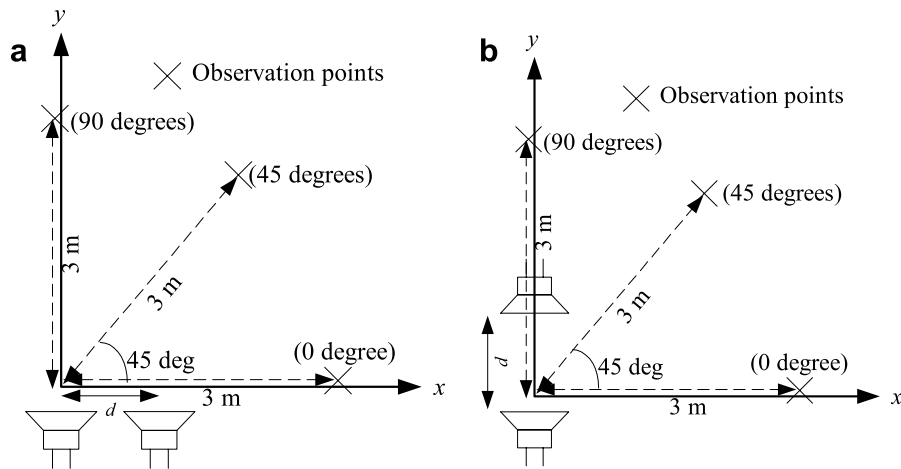 a
y
Observation points
(90 degrees)
(45 degrees)
3 m
3 m
45 deg
(0 degree)
x
d
3 m
b
y
Observation points
(90 degrees)
(45 degrees)
3 m
3 m
d
45 deg
(0 degree)
x
3 m